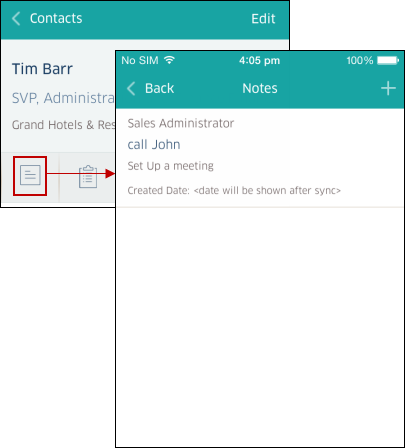 Contacts Edit
Tim Barr
SVP, Administra
Grand Hotels & Res
No SIM 4:05 pm 100%
Back Notes +
Sales Administrator
call John
Set Up a meeting
Created Date: <date will be shown after sync>